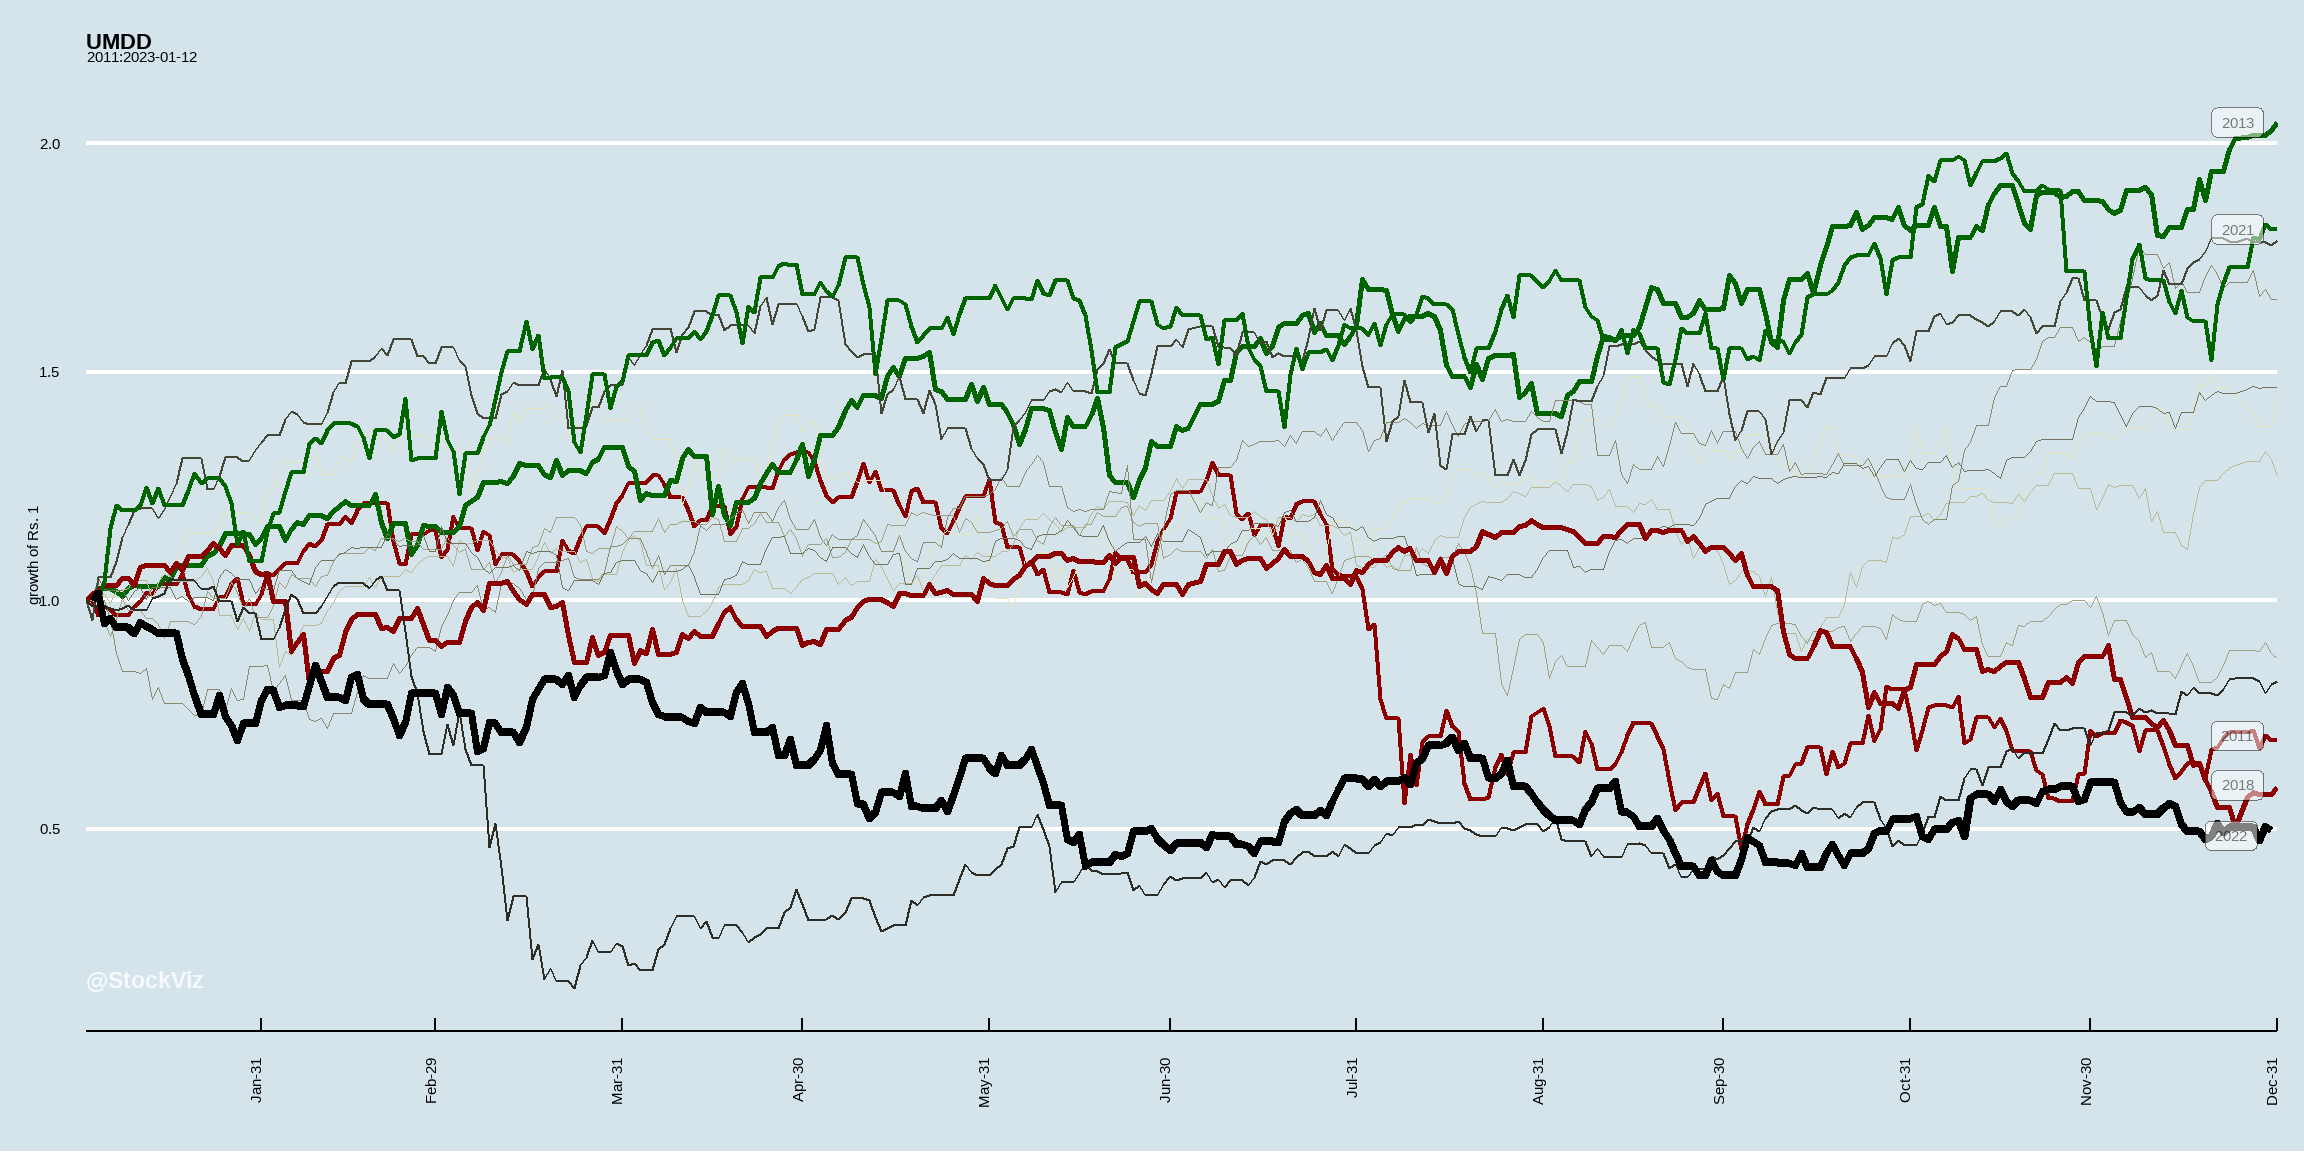 UMDD
2011:2023-01-12
growth of Rs. 1
2.0
1.5
1.0
0.5
2013
2021
2011
2018
2022
@StockViz
Jan-31
Feb-29
Mar-31
Apr-30
May-31
Jun-30
Jul-31
Aug-31
Sep-30
Oct-31
Nov-30
Dec-31